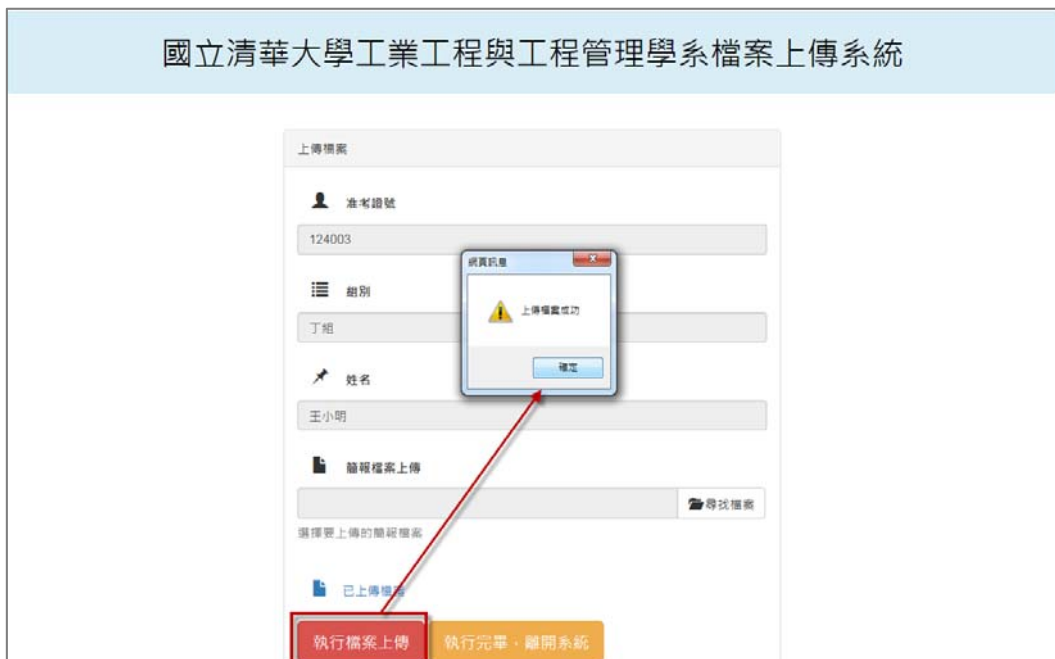 國立清華大學工業工程與工程管理學系檔案上傳系統
上傳檔案
准考證號
124003
網頁訊息
上傳檔案成功
確定
組別
丁組
姓名
王小明
簡報檔案上傳
尋找檔案
選擇要上傳的簡報檔案
已上傳檔案
執行檔案上傳
執行完畢，離開系統